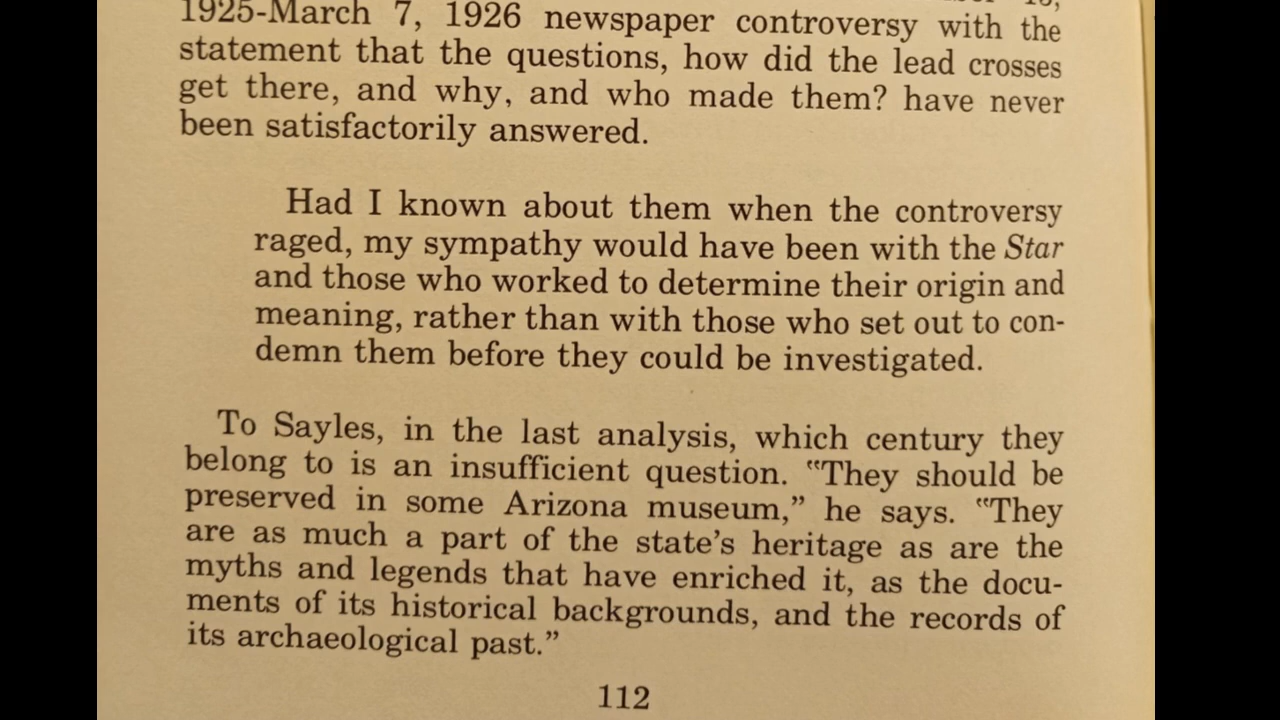 1925-March 7, 1926 newspaper controversy with the
statement that the questions, how did the lead crosses
get there, and why, and who made them? have never
been satisfactorily answered.
Had I known about them when the controversy
raged, my sympathy would have been with the Star
and those who worked to determine their origin and
meaning, rather than with those who set out to con-
demn them before they could be investigated.
To Sayles, in the last analysis, which century they
belong to is an insufficient question. “They should be
preserved in some Arizona museum,” he says. “They
are as much a part of the state’s heritage as are the
myths and legends that have enriched it, as the docu-
ments of its historical backgrounds, and the records of
its archaeological past.”
112